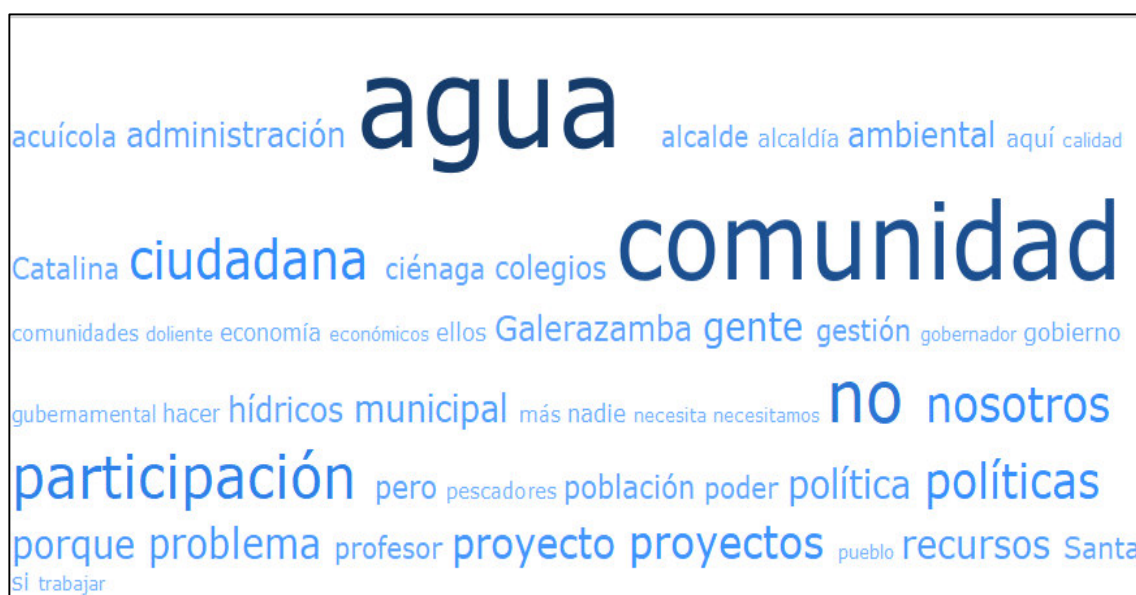 acuícola administración agua alcalde alcaldía ambiental aquí calidad
Catalina ciudadana ciénaga colegios comunidad
comunidades doliente economía económicos ellos Galerazamba gente gestión gobernador gobierno
gubernamental hacer hídricos municipal más nadie necesita necesitamos no nosotros
participación pero pescadores población poder política políticas
porque problema profesor proyecto proyectos pueblo recursos Santa
si trabajar